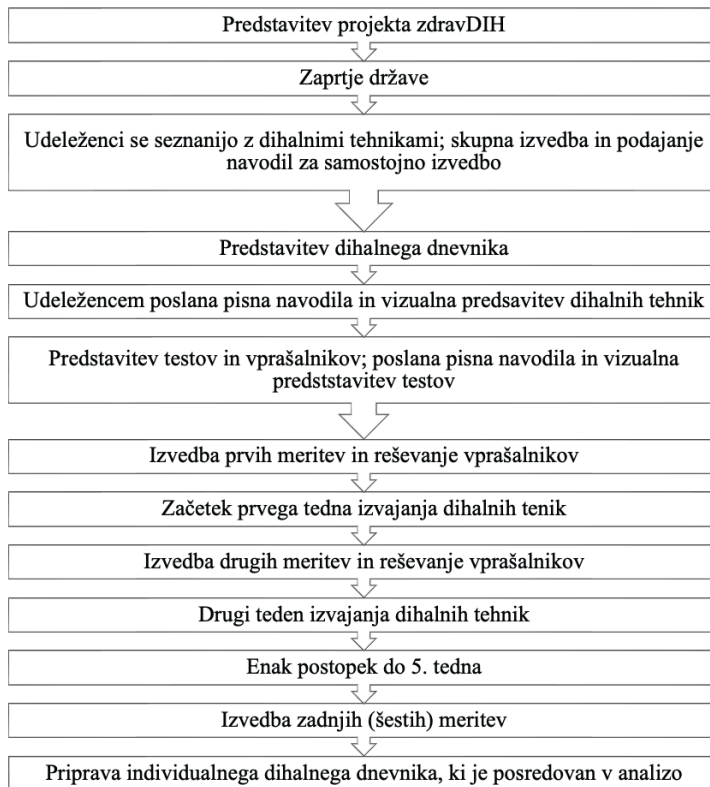 Predstavitev projekta zdravDIH
Zaprtje države
Udeleženci se seznanijo z dihalnimi tehnikami; skupna izvedba in podajanje
navodil za samostojno izvedbo
Predstavitev dihalnega dnevnika
Udeležencem poslana pisna navodila in vizualna predsavitev dihalnih tehnik
Predstavitev testov in vprašalnikov; poslana pisna navodila in vizualna
predststavitev testov
Izvedba prvih meritev in reševanje vprašalnikov
Začetek prvega tedna izvajanja dihalnih tenik
Izvedba drugih meritev in reševanje vprašalnikov
Drugi teden izvajanja dihalnih tehnik
Enak postopek do 5. tedna
Izvedba zadnjih (šestih) meritev
Priprava individualnega dihalnega dnevnika, ki je posredovan v analizo